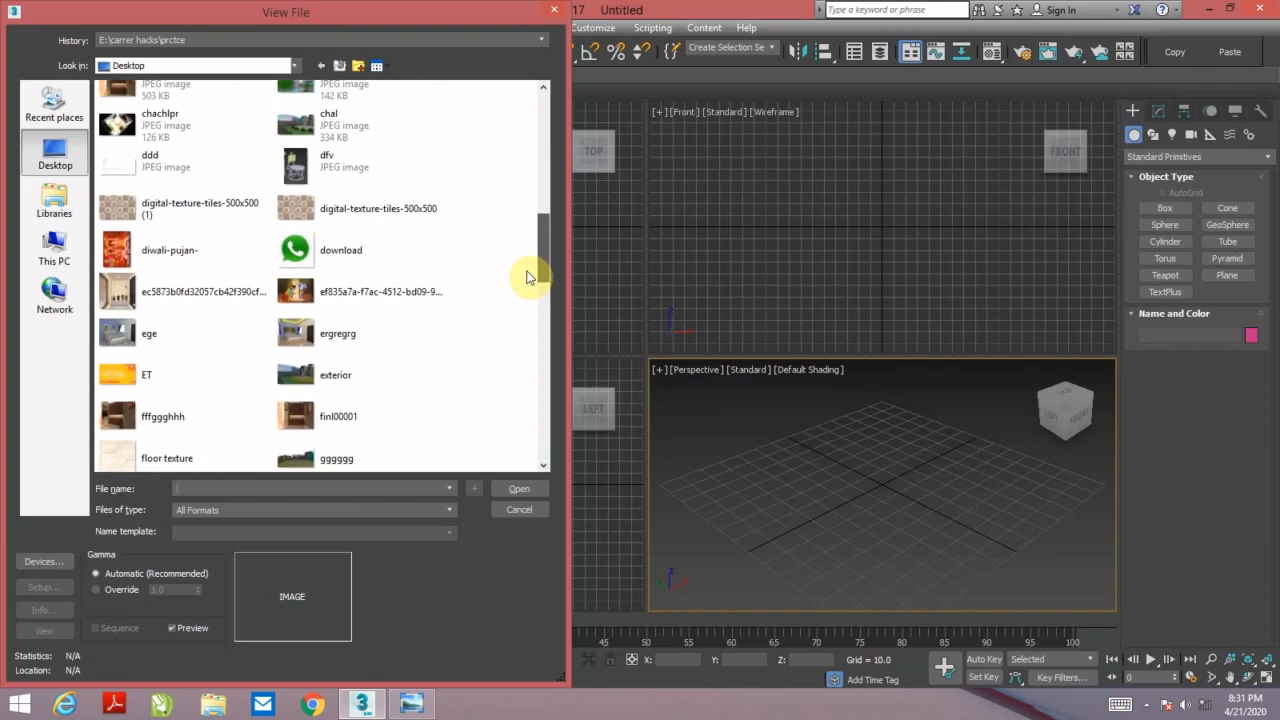 3
View File
17
Untitled
Type a keyword or phrase
Sign In
History:
E:\carrer hacks\prctce
Customize
Scripting
Content
Help
Look in:
Desktop
Create Selection Se
Copy
Paste
Recent places
Desktop
Libraries
This PC
Network
JPEG image
503 KB
JPEG image
142 KB
chachlpr
JPEG image
126 KB
chal
JPEG image
334 KB
ddd
JPEG image
dfv
JPEG image
digital-texture-tiles-500x500
(1)
digital-texture-tiles-500x500
diwali-pujan-
download
ec5873b0fd32057cb42f390cf...
ef835a7a-f7ac-4512-bd09-9...
ege
ergregrg
ET
exterior
fffggghhh
finl00001
floor texture
gggggg
File name:
Open
Files of type:
All Formats
Cancel
Name template:
Devices...
Setup...
Info...
View
Gamma
Automatic (Recommended)
Override
1.0
Sequence
Preview
IMAGE
Statistics: N/A
Location: N/A
[+] [Front] [Standard] [Wireframe]
TOP
FRONT
[+] [Perspective] [Standard] [Default Shading]
LEFT
TOP
LEFT
FRONT
z
z
Standard Primitives
Object Type
AutoGrid
Box
Cone
Sphere
GeoSphere
Cylinder
Tube
Torus
Pyramid
Teapot
Plane
TextPlus
Name and Color
45 50 55 60 65 70 75 80 85 90 95 100
X:
Y:
Z:
Grid = 10.0
Add Time Tag
Auto Key
Selected
Set Key
Key Filters...
0
8:31 PM
4/21/2020